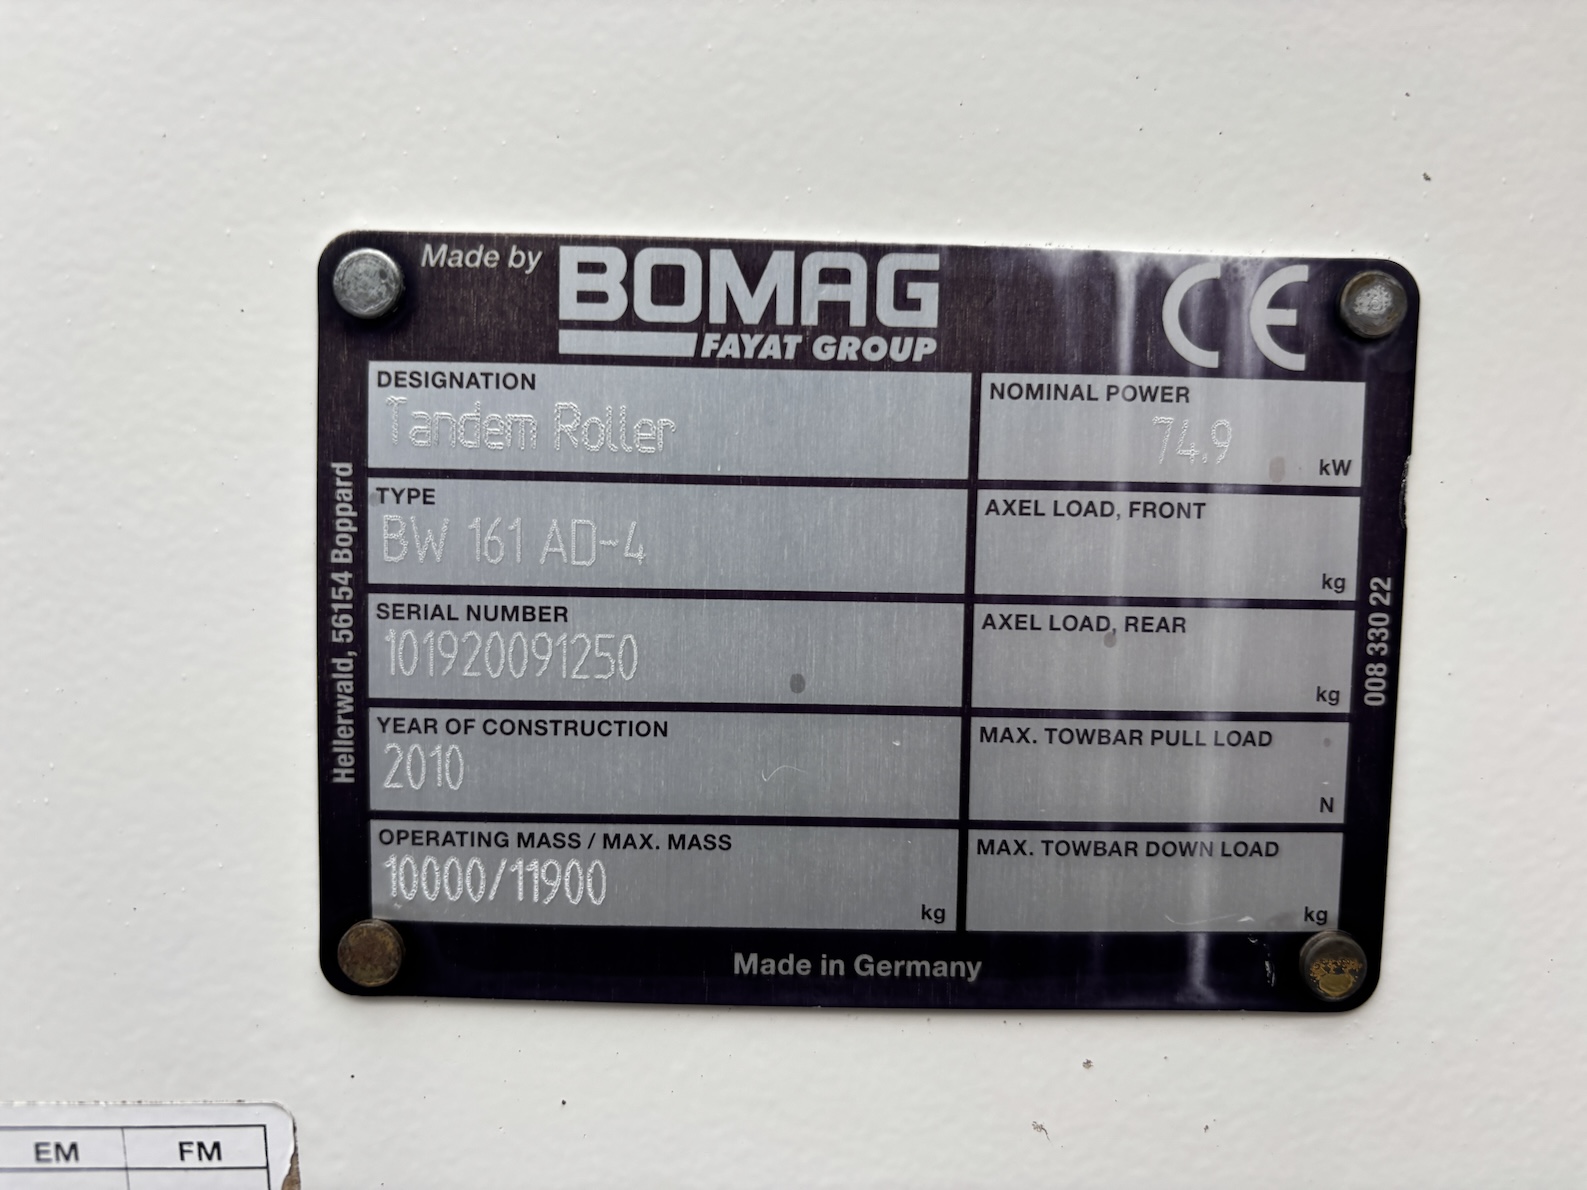 Made by BOMAG
FAYAT GROUP
CE
DESIGNATION
Tandem Roller
NOMINAL POWER
74.9
kW
TYPE
BW 161 AD-4
AXEL LOAD, FRONT
kg
SERIAL NUMBER
101920091250
AXEL LOAD, REAR
kg
YEAR OF CONSTRUCTION
2010
MAX. TOWBAR PULL LOAD
N
OPERATING MASS / MAX. MASS
10000/11900
kg
MAX. TOWBAR DOWN LOAD
kg
Made in Germany
Hellerwald, 56154 Boppard
008 330 22
EM FM